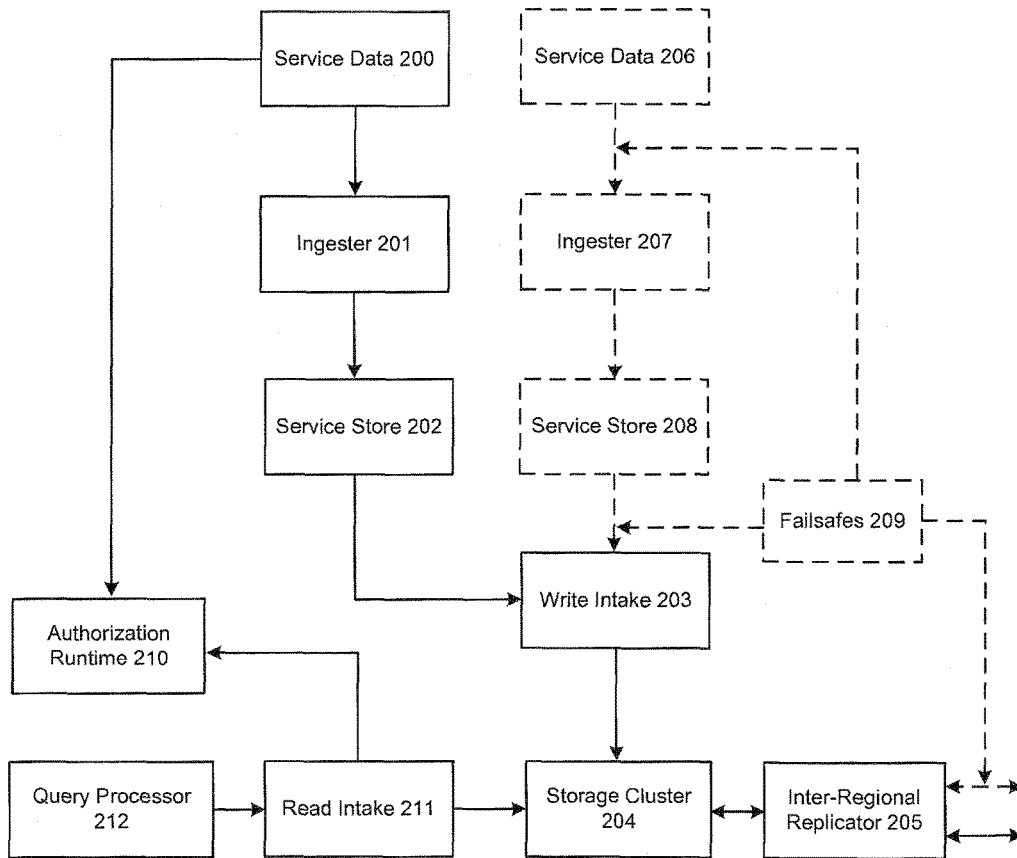 Service Data 200
Service Data 206
Ingester 201
Ingester 207
Service Store 202
Service Store 208
Failsafes 209
Write Intake 203
Authorization
Runtime 210
Query Processor
212
Read Intake 211
Storage Cluster
204
Inter-Regional
Replicator 205